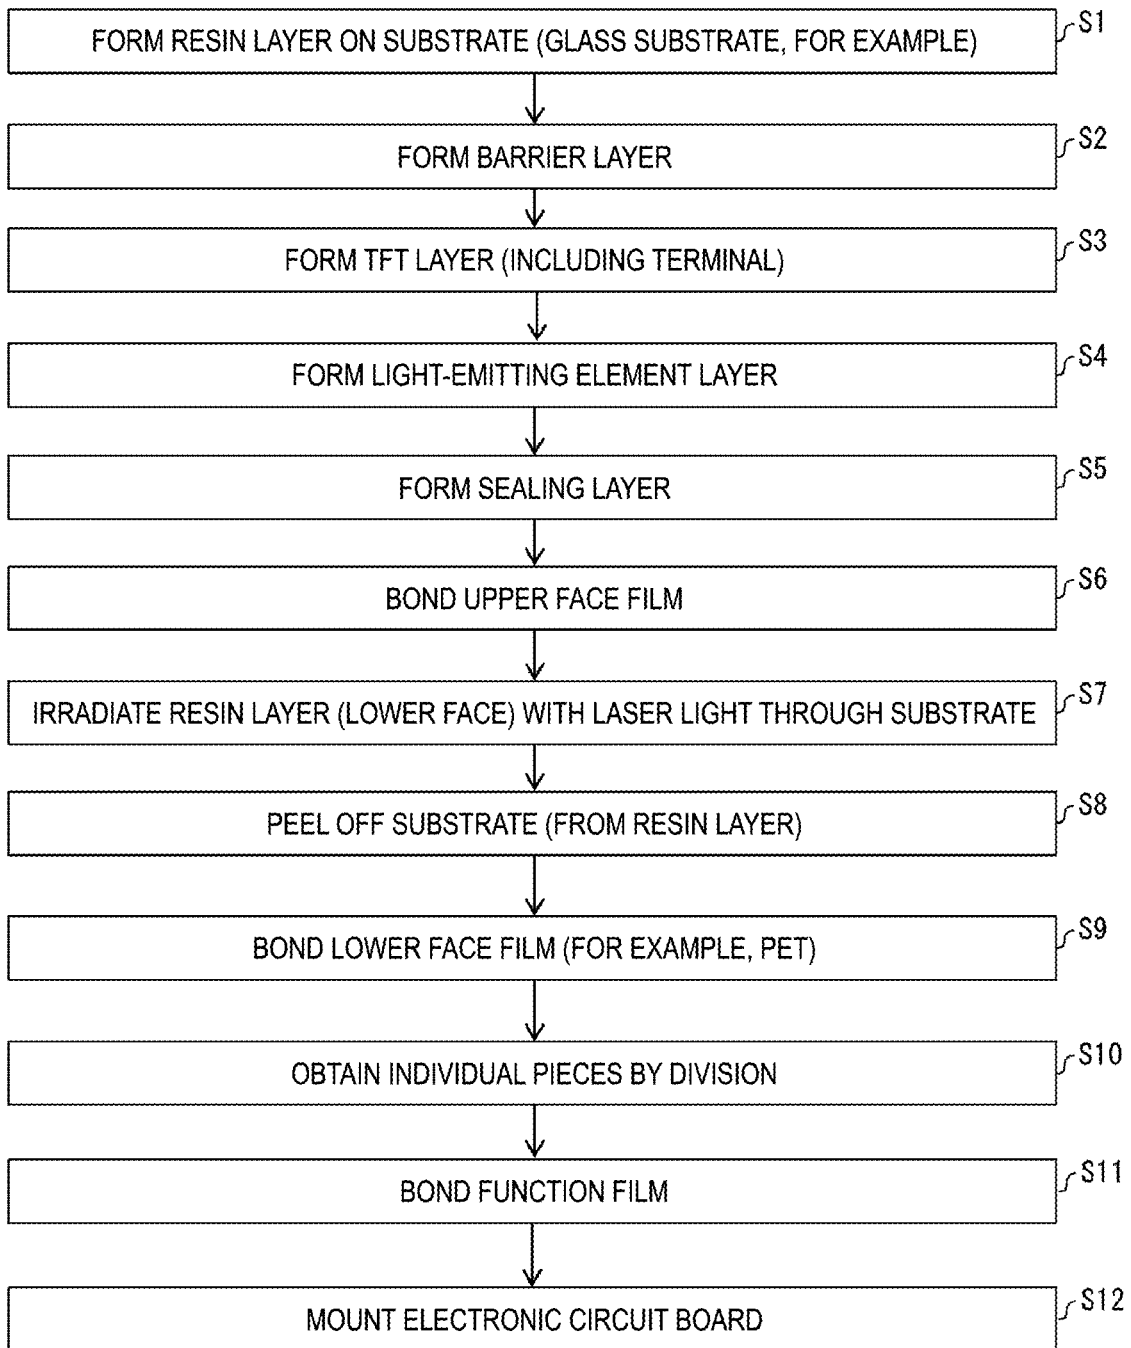 S1
FORM RESIN LAYER ON SUBSTRATE (GLASS SUBSTRATE, FOR EXAMPLE)
S2
FORM BARRIER LAYER
S3
FORM TFT LAYER (INCLUDING TERMINAL)
S4
FORM LIGHT-EMITTING ELEMENT LAYER
S5
FORM SEALING LAYER
S6
BOND UPPER FACE FILM
S7
IRRADIATE RESIN LAYER (LOWER FACE) WITH LASER LIGHT THROUGH SUBSTRATE
S8
PEEL OFF SUBSTRATE (FROM RESIN LAYER)
S9
BOND LOWER FACE FILM (FOR EXAMPLE, PET)
S10
OBTAIN INDIVIDUAL PIECES BY DIVISION
S11
BOND FUNCTION FILM
S12
MOUNT ELECTRONIC CIRCUIT BOARD